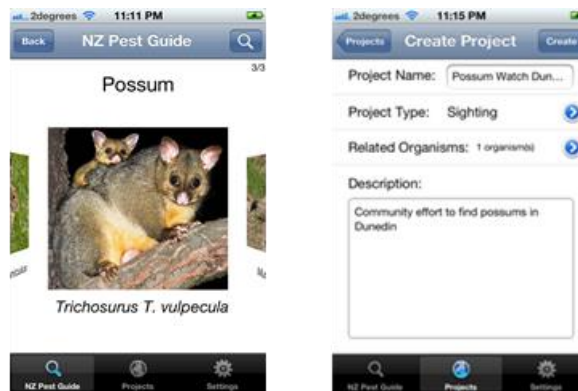 2degrees 11:11 PM
Back NZ Pest Guide
3/3
Possum
Trichosurus T. vulpecula
NZ Pest Guide Projects Settings
2degrees 11:15 PM
Projects Create Project Create
Project Name: Possum Watch Dun...
Project Type: Sighting
Related Organisms: 1 organism(s)
Description:
Community effort to find possums in
Dunedin
NZ Pest Guide Projects Settings